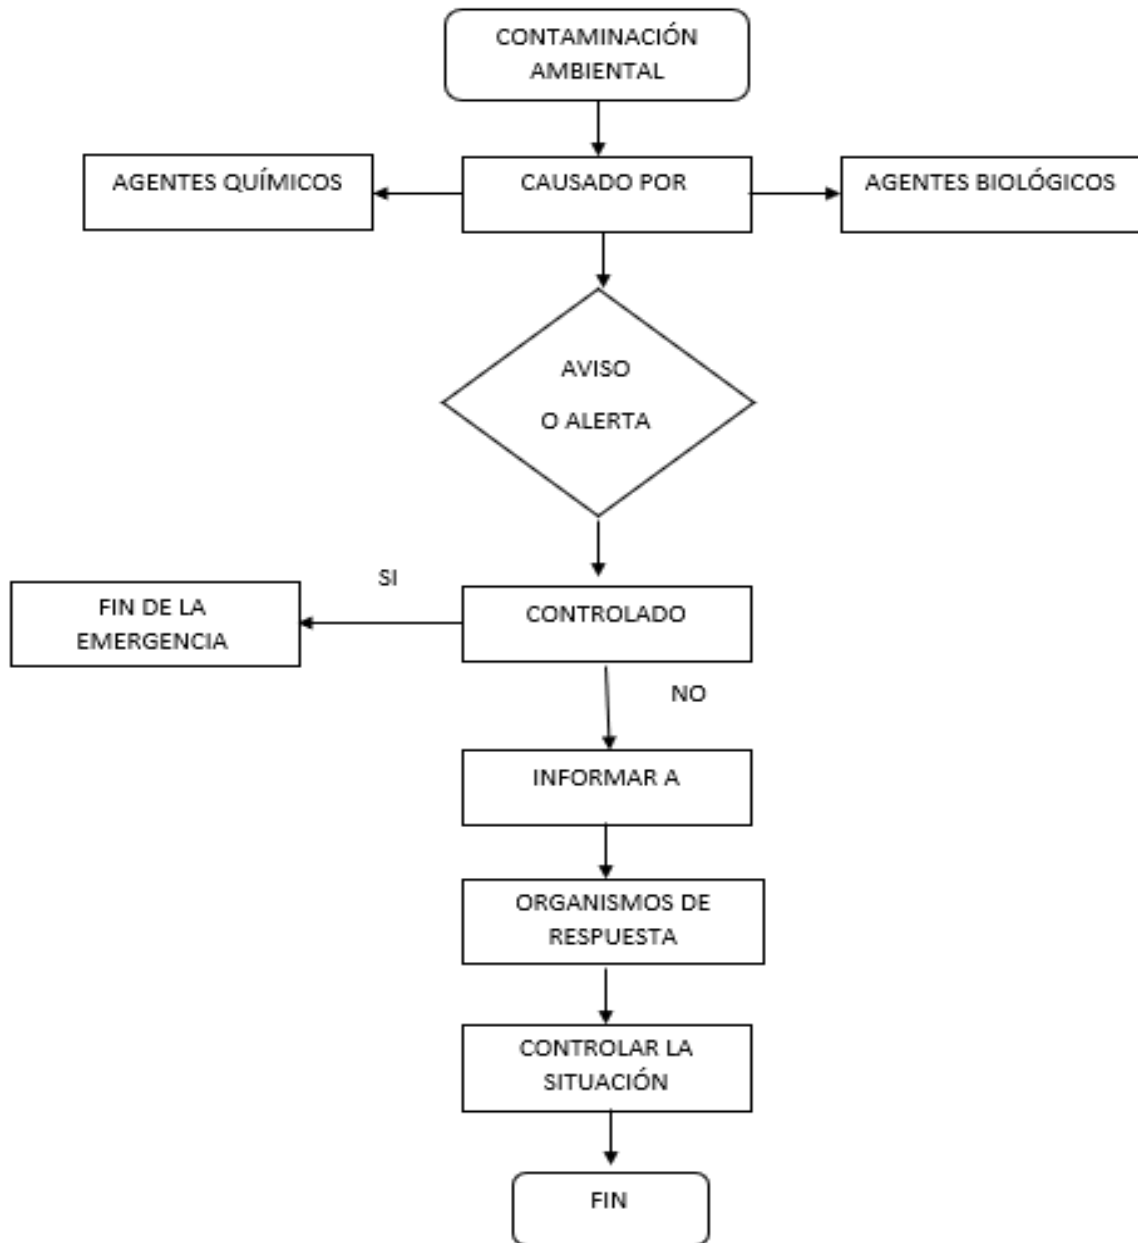 CONTAMINACIÓN
AMBIENTAL
AGENTES QUÍMICOS
CAUSADO POR
AGENTES BIOLÓGICOS
AVISO
O ALERTA
SI
FIN DE LA
EMERGENCIA
CONTROLADO
NO
INFORMAR A
ORGANISMOS DE
RESPUESTA
CONTROLAR LA
SITUACIÓN
FIN